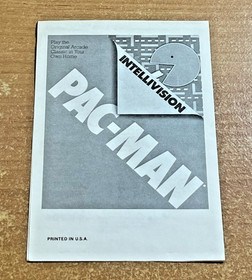 Play the
Original Arcade
Classic in Your
Own Home
INTELLIVISION
PAC-MAN
PRINTED IN U.S.A.